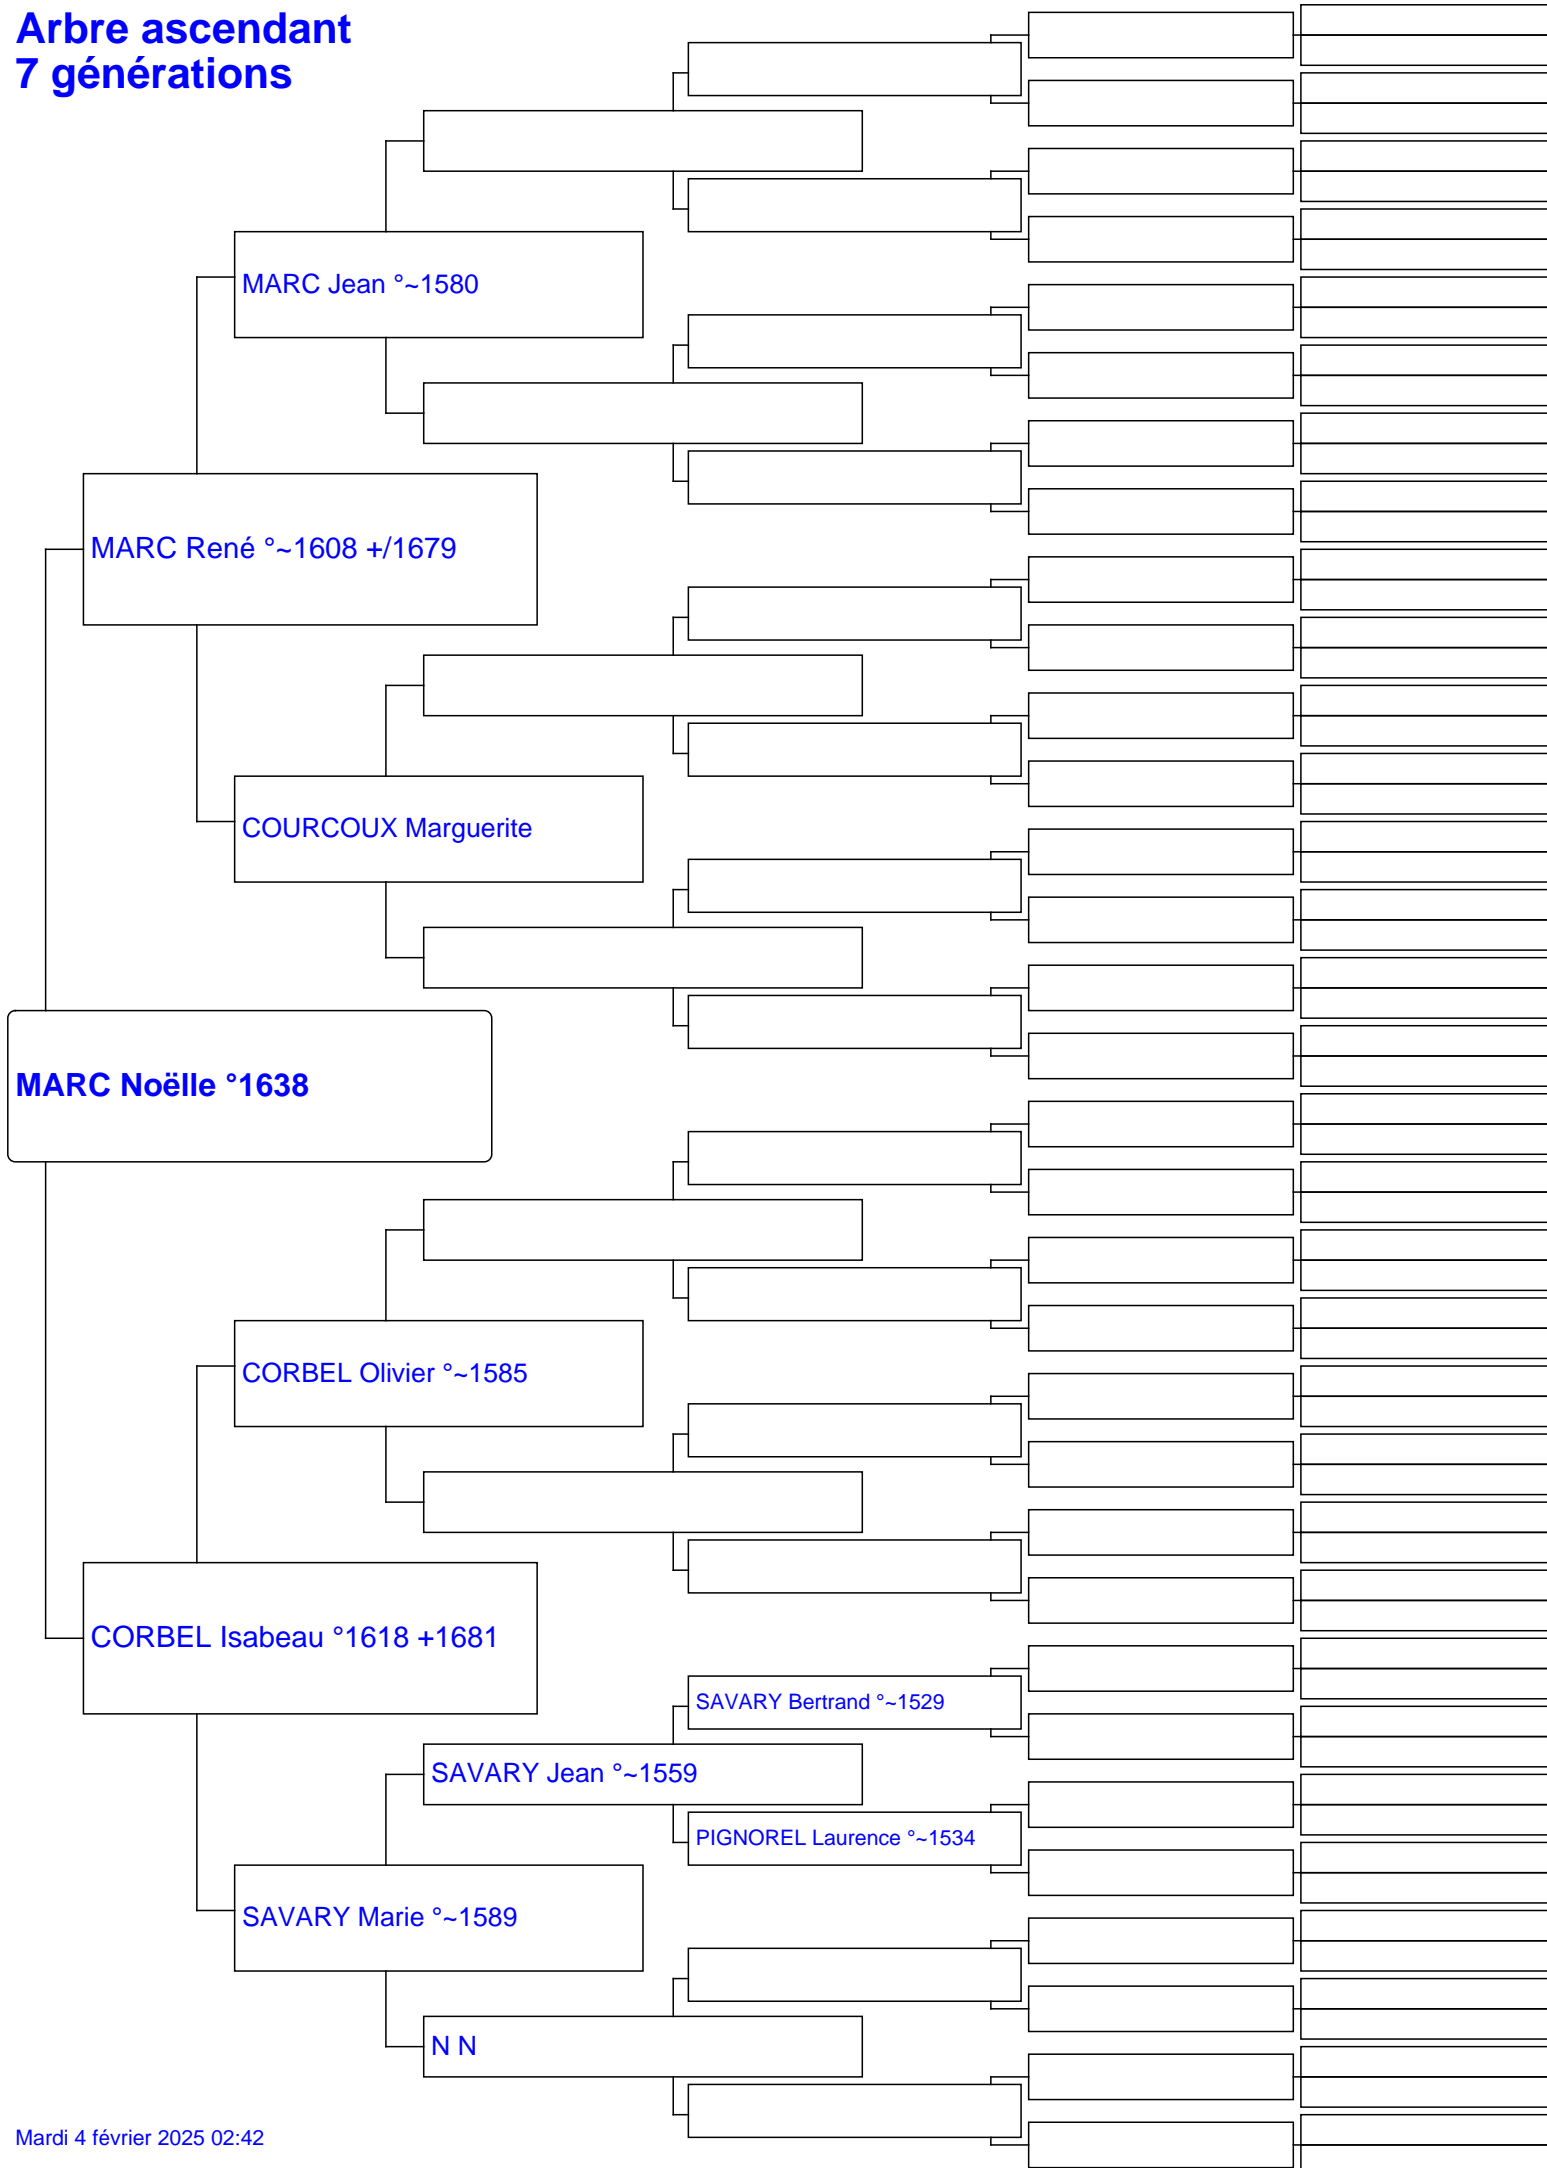 Arbre ascendant
7 générations
MARC Jean °~1580
MARC René °~1608 +/1679
COURCOUX Marguerite
MARC Noëlle °1638
CORBEL Olivier °~1585
CORBEL Isabeau °1618 +1681
SAVARY Bertrand °~1529
SAVARY Jean °~1559
PIGNOREL Laurence °~1534
SAVARY Marie °~1589
N N
Mardi 4 février 2025 02:42